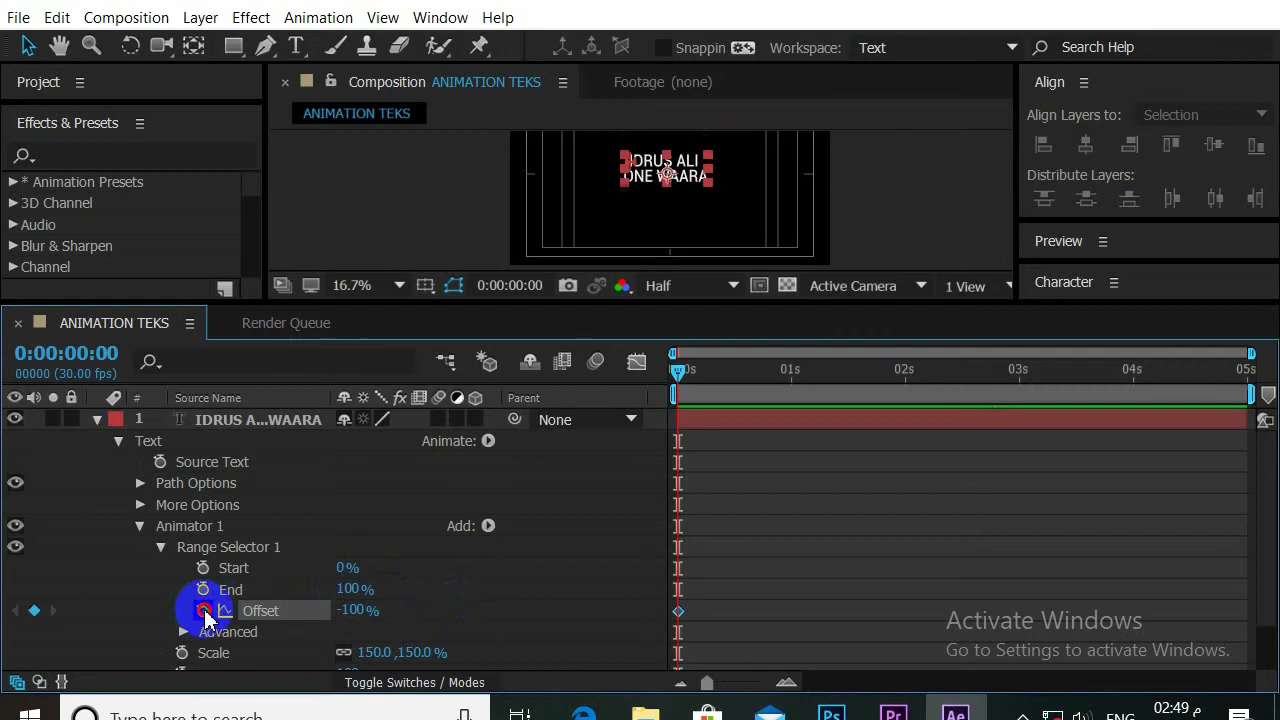 File Edit Composition Layer Effect Animation View Window Help
Snappin Workspace: Text Search Help
Project
Composition ANIMATION TEKS Footage (none)
Align
ANIMATION TEKS
Align Layers to: Selection
Effects & Presets
* Animation Presets
3D Channel
Audio
Blur & Sharpen
Channel
IDRUS ALI
ONE WAARA
Distribute Layers:
Preview
Character
16.7% 0:00:00:00 Half Active Camera 1 View
ANIMATION TEKS Render Queue
0:00:00:00
00000 (30.00 fps)
01s 02s 03s 04s 05s
# Source Name Parent
1 T IDRUS A...WAARA None
Text Animate:
Source Text
Path Options
More Options
Animator 1 Add:
Range Selector 1
Start 0%
End 100%
Offset -100%
Advanced
Scale 150.0 ,150.0 %
Toggle Switches / Modes
Activate Windows
Go to Settings to activate Windows.
Type here to search
Ps Pr Ae
02:49 م